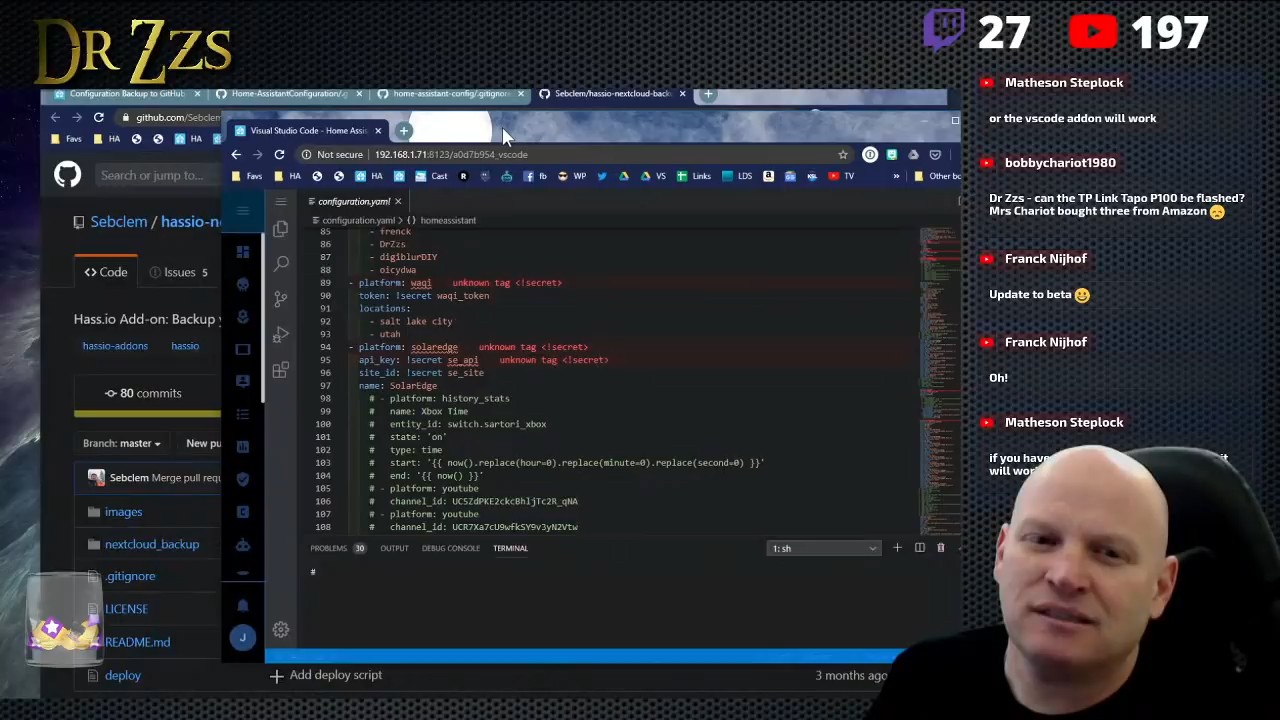 DR ZZS
27
197
Configuration Backup to GitHub
Home-AssistantConfiguration/.g
home-assistant-config/.gitignore
Sebclem/hassio-nextcloud-back
github.com/Sebclem
Favs
HA
Search or jump to...
Sebclem / hassio-n
<> Code
Issues 5
Hass.io Add-on: Backup y
hassio-addons
hassio
80 commits
Branch: master
New pu
Sebclem Merge pull requ
images
nextcloud_backup
.gitignore
LICENSE
README.md
deploy
Add deploy script
3 months ago
Visual Studio Code - Home Assis
Not secure
192.168.1.71:8123/a0d7b954_vscode
Favs
HA
HA
Cast
fb
WP
VS
Links
LDS
TV
Other bo
configuration.yaml
configuration.yaml > {} homeassistant
85 - frenck
86 - DrZzs
87 - digiblurDIY
88 - oicydwa
89 - platform: waqi unknown tag <!secret>
90 token: !secret waqi_token
91 locations:
92 - salt lake city
93 - utah
94 - platform: solaredge unknown tag <!secret>
95 api_key: !secret se_api unknown tag <!secret>
96 site_id: !secret se_site
97 name: SolarEdge
98 # - platform: history_stats
99 # name: Xbox Time
100 # entity_id: switch.sartori_xbox
101 # state: 'on'
102 # type: time
103 # start: '{{ now().replace(hour=0).replace(minute=0).replace(second=0) }}'
104 # end: '{{ now() }}'
105 # - platform: youtube
106 # channel_id: UC5ZdPKE2ckcBhljTc2R_qNA
107 # - platform: youtube
108 # channel_id: UCR7Xa7cU9wfkSY9v3yN2Vtw
PROBLEMS 30
OUTPUT
DEBUG CONSOLE
TERMINAL
1: sh
#
J
Matheson Steplock
or the vscode addon will work
bobbychariot1980
Dr Zzs - can the TP Link Tapo P100 be flashed?
Mrs Chariot bought three from Amazon
Franck Nijhof
Update to beta
Franck Nijhof
Oh!
Matheson Steplock
if you have
will wor